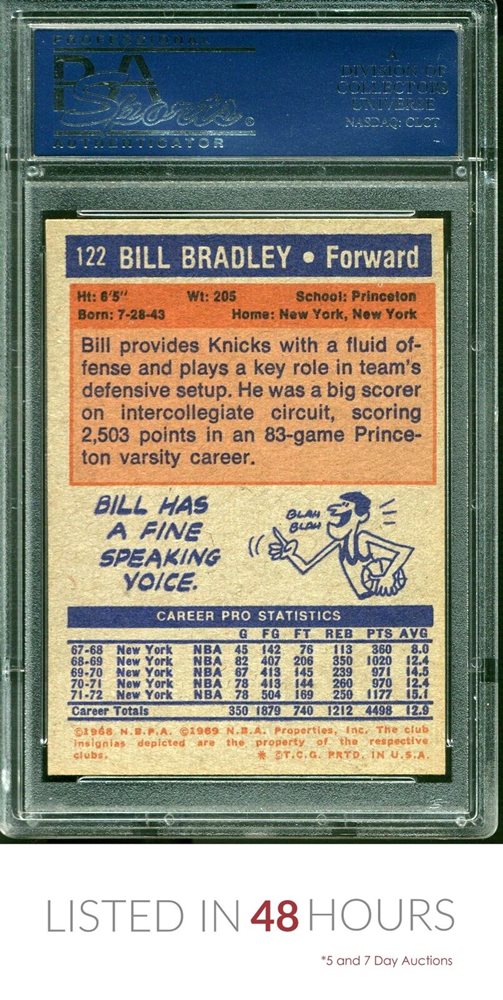 PROFESSIONAL
PSA
Sports®
AUTHENTICATOR
A
DIVISION OF
COLLECTORS
UNIVERSE
NASDAQ: CLCT
122 BILL BRADLEY • Forward
Ht: 6'5" Wt: 205 School: Princeton
Born: 7-28-43 Home: New York, New York
Bill provides Knicks with a fluid of-
fense and plays a key role in team's
defensive setup. He was a big scorer
on intercollegiate circuit, scoring
2,503 points in an 83-game Prince-
ton varsity career.
BILL HAS
A FINE
SPEAKING
VOICE.
BLAH
BLAH
CAREER PRO STATISTICS
G FG FT REB PTS AVG
67-68 New York NBA 45 142 76 113 360 8.0
68-69 New York NBA 82 407 206 350 1020 12.4
69-70 New York NBA 67 413 145 239 971 14.5
70-71 New York NBA 78 413 144 260 970 12.4
71-72 New York NBA 78 504 169 250 1177 15.1
Career Totals 350 1879 740 1212 4498 12.9
©1968 N.B.P.A. ©1969 N.B.A. Properties, Inc. The club
insignias depicted are the property of the respective
clubs. * ©T.C.G. PRTD. IN U.S.A.
LISTED IN 48 HOURS
*5 and 7 Day Auctions